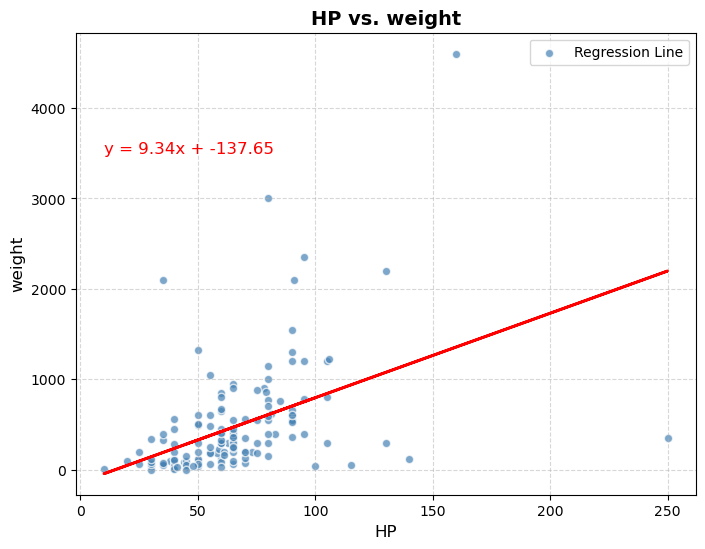 HP vs. weight
Regression Line
y = 9.34x + -137.65
weight
4000
3000
2000
1000
0
0 50 100 150 200 250
HP